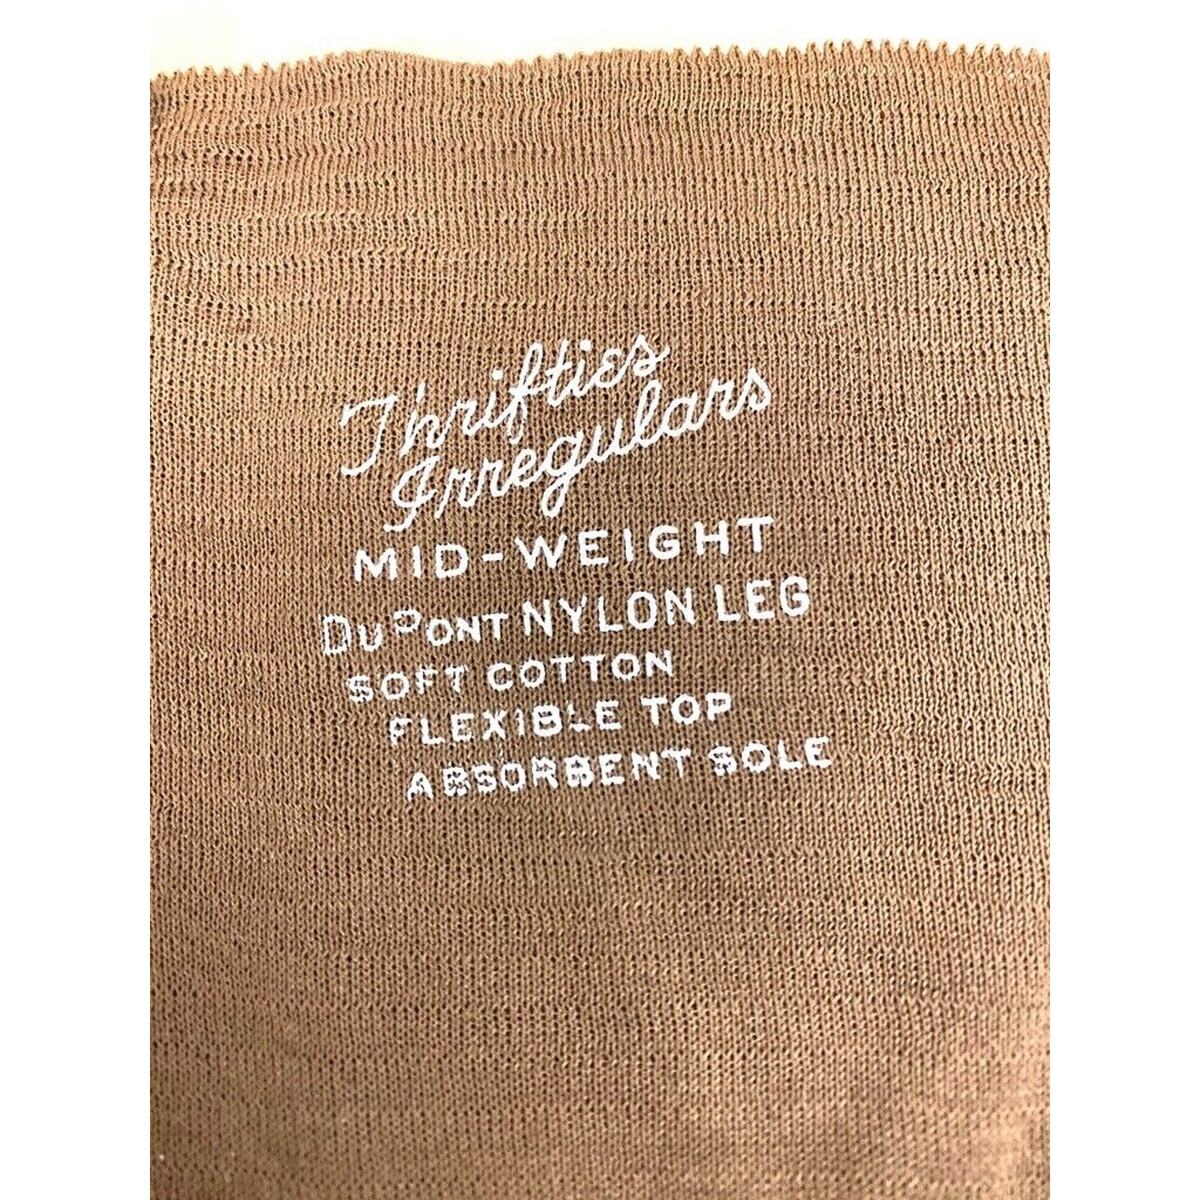 Thrifties
Irregulars
MID-WEIGHT
DuPONT NYLON LEG
SOFT COTTON
FLEXIBLE TOP
ABSORBENT SOLE